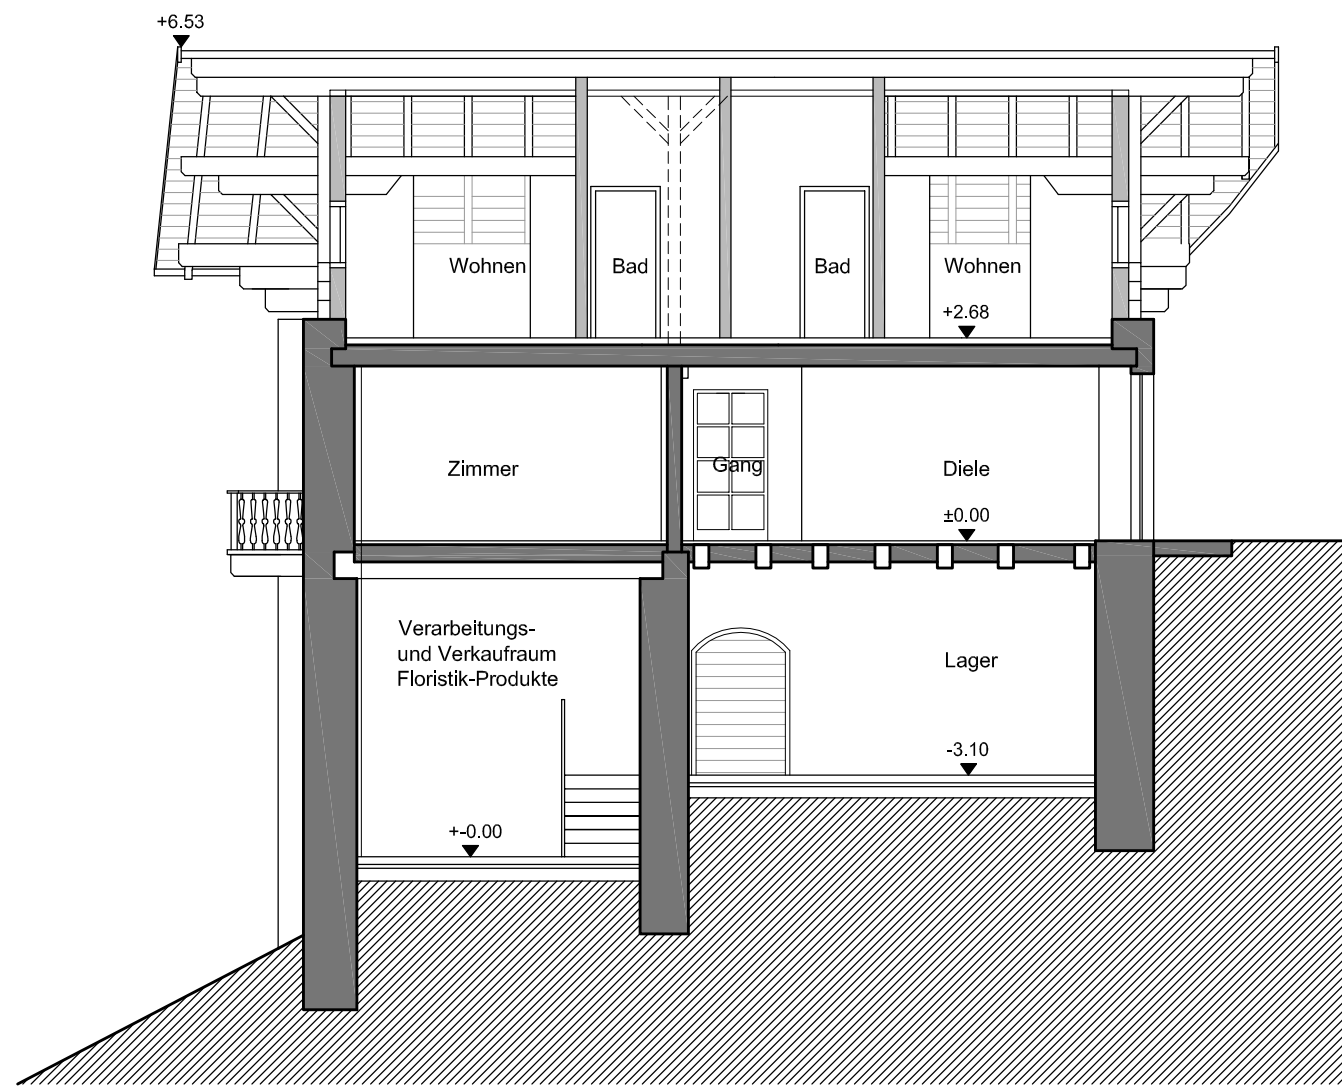 +6.53
Wohnen
Bad
Bad
Wohnen
+2.68
Zimmer
Gang
Diele
±0.00
Verarbeitungs-
und Verkaufraum
Floristik-Produkte
Lager
-3.10
+-0.00